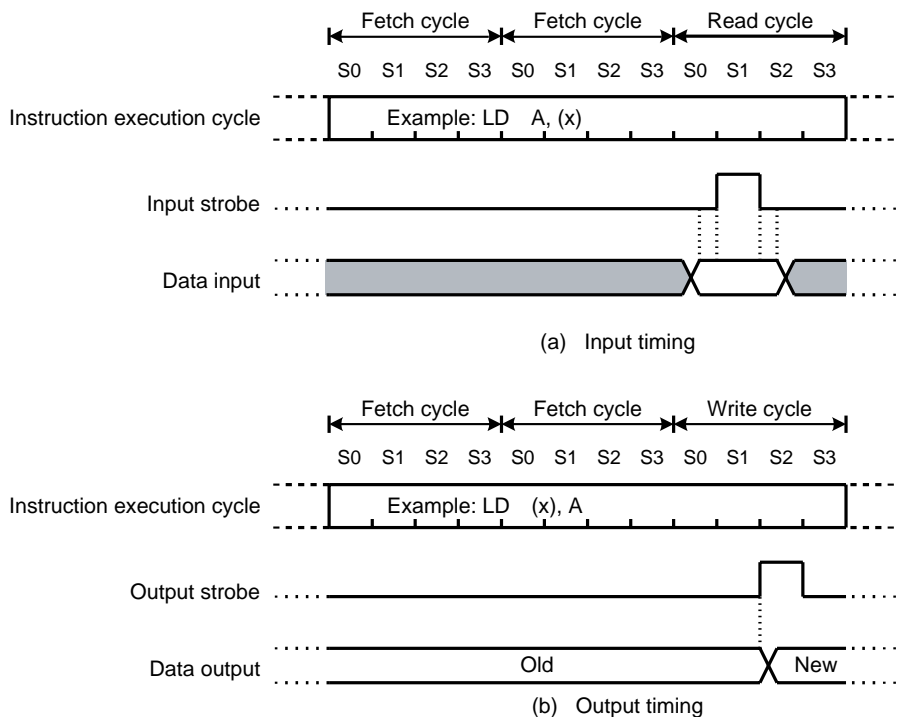 Fetch cycle Fetch cycle Read cycle
S0 S1 S2 S3 S0 S1 S2 S3 S0 S1 S2 S3
Instruction execution cycle Example: LD A, (x)
Input strobe
Data input
(a) Input timing
Fetch cycle Fetch cycle Write cycle
S0 S1 S2 S3 S0 S1 S2 S3 S0 S1 S2 S3
Instruction execution cycle Example: LD (x), A
Output strobe
Data output Old New
(b) Output timing